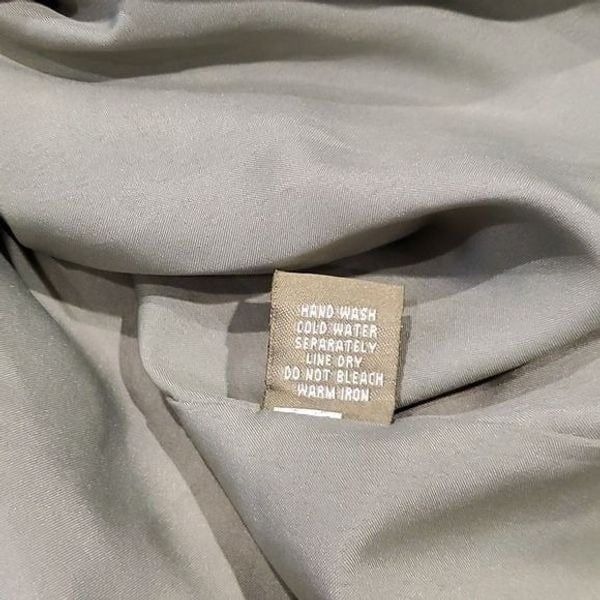 HAND WASH
COLD WATER
SEPARATELY
LINE DRY
DO NOT BLEACH
WARM IRON